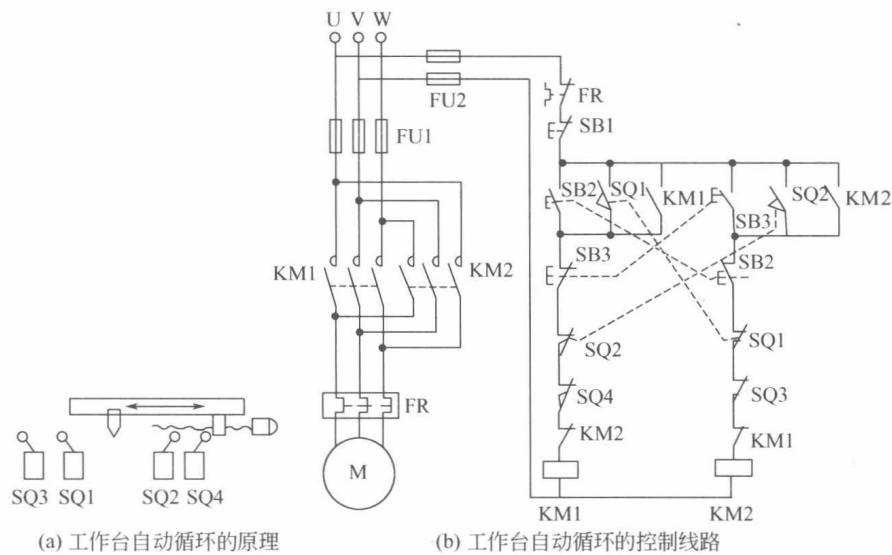 U V W
FU2
FR
SB1
FU1
SB2 SQ1 KM1 SB3 SQ2 KM2
SB3 SB2
KM1 KM2
SQ2 SQ1
SQ4 SQ3
FR
KM2 KM1
M
SQ3 SQ1 SQ2 SQ4
KM1 KM2
(a) 工作台自动循环的原理
(b) 工作台自动循环的控制线路